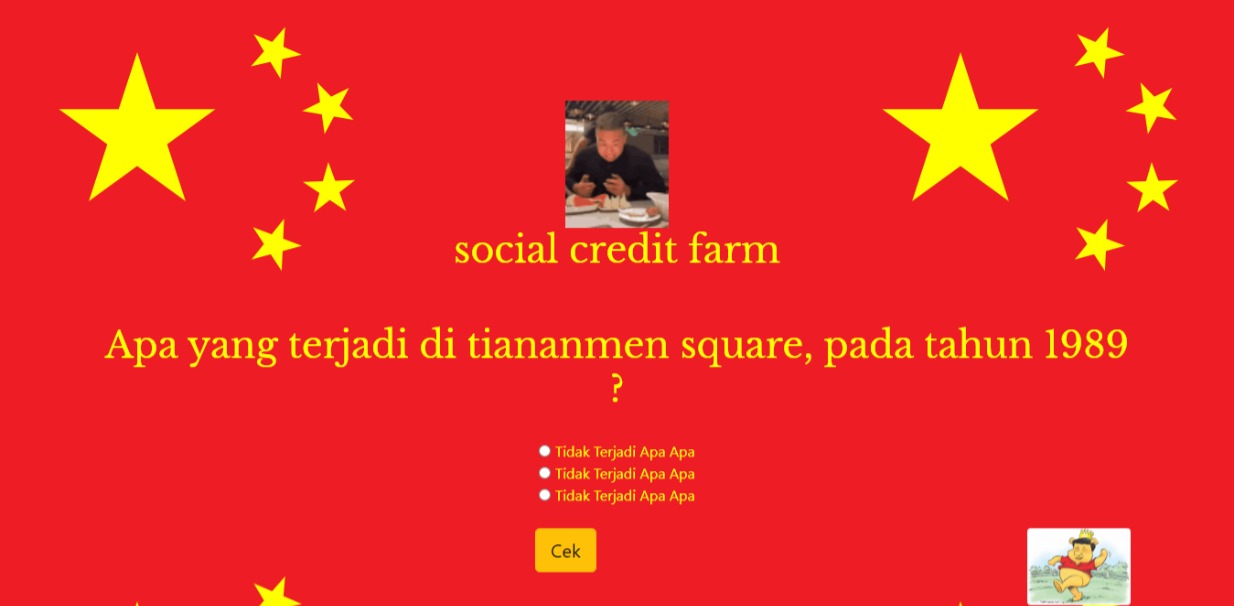 social credit farm
Apa yang terjadi di tiananmen square, pada tahun 1989
?
Tidak Terjadi Apa Apa
Tidak Terjadi Apa Apa
Tidak Terjadi Apa Apa
Cek